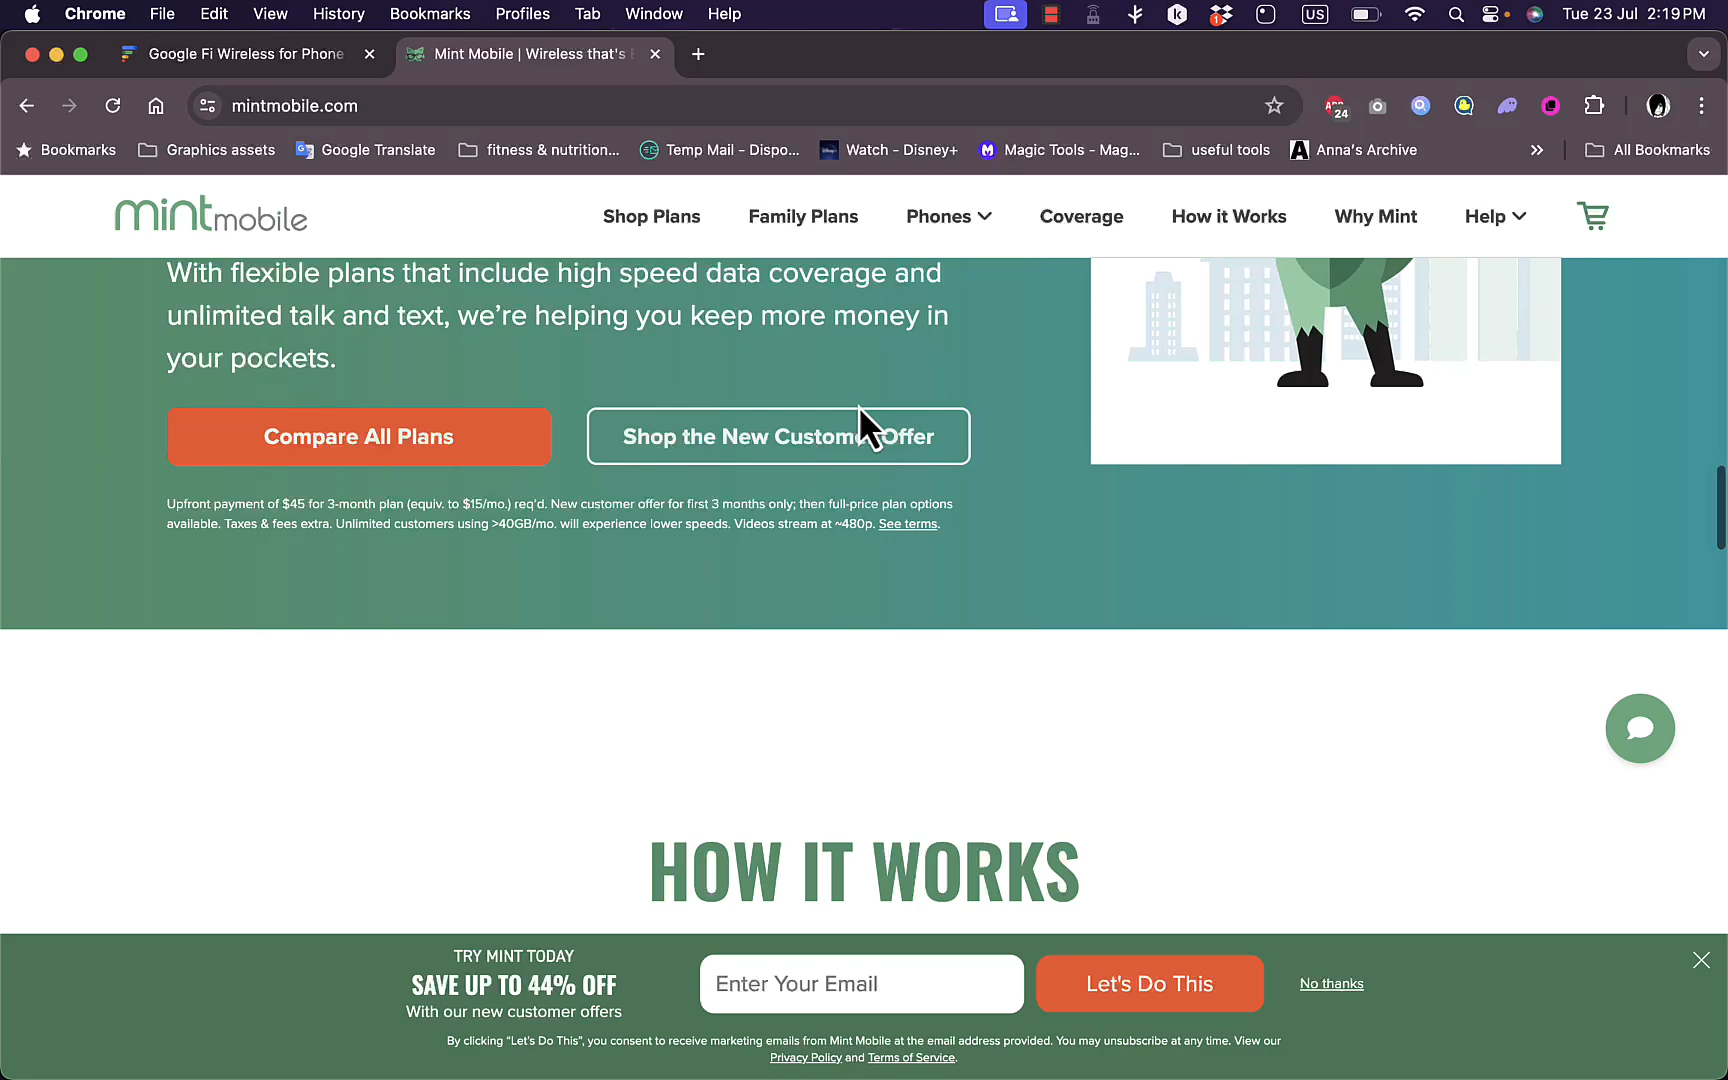 Chrome File Edit View History Bookmarks Profiles Tab Window Help US Tue 23 Jul 2:19 PM
Google Fi Wireless for Phone Mint Mobile | Wireless that's
mintmobile.com 24
Bookmarks Graphics assets Google Translate fitness & nutrition... Temp Mail - Dispo... Watch - Disney+ Magic Tools - Mag... useful tools Anna's Archive All Bookmarks
mintmobile Shop Plans Family Plans Phones Coverage How it Works Why Mint Help
With flexible plans that include high speed data coverage and
unlimited talk and text, we’re helping you keep more money in
your pockets.
Compare All Plans Shop the New Customer Offer
Upfront payment of $45 for 3-month plan (equiv. to $15/mo.) req'd. New customer offer for first 3 months only; then full-price plan options
available. Taxes & fees extra. Unlimited customers using >40GB/mo. will experience lower speeds. Videos stream at ~480p. See terms.
HOW IT WORKS
TRY MINT TODAY
SAVE UP TO 44% OFF
With our new customer offers
Enter Your Email Let's Do This No thanks
By clicking “Let's Do This”, you consent to receive marketing emails from Mint Mobile at the email address provided. You may unsubscribe at any time. View our
Privacy Policy and Terms of Service.